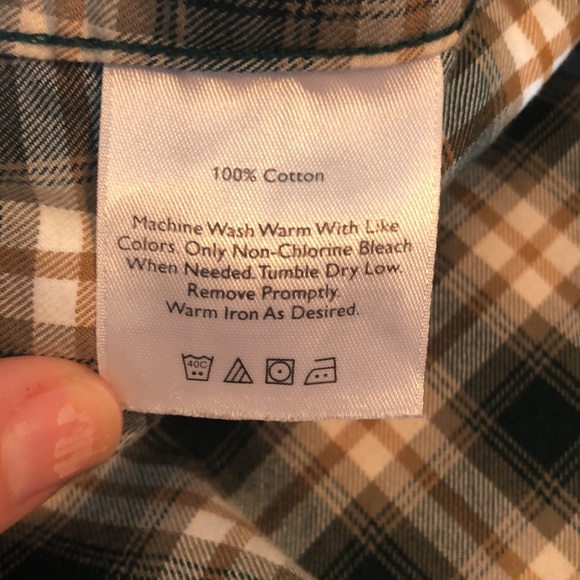 100% Cotton
Machine Wash Warm With Like
Colors. Only Non-Chlorine Bleach
When Needed. Tumble Dry Low.
Remove Promptly.
Warm Iron As Desired.
40C